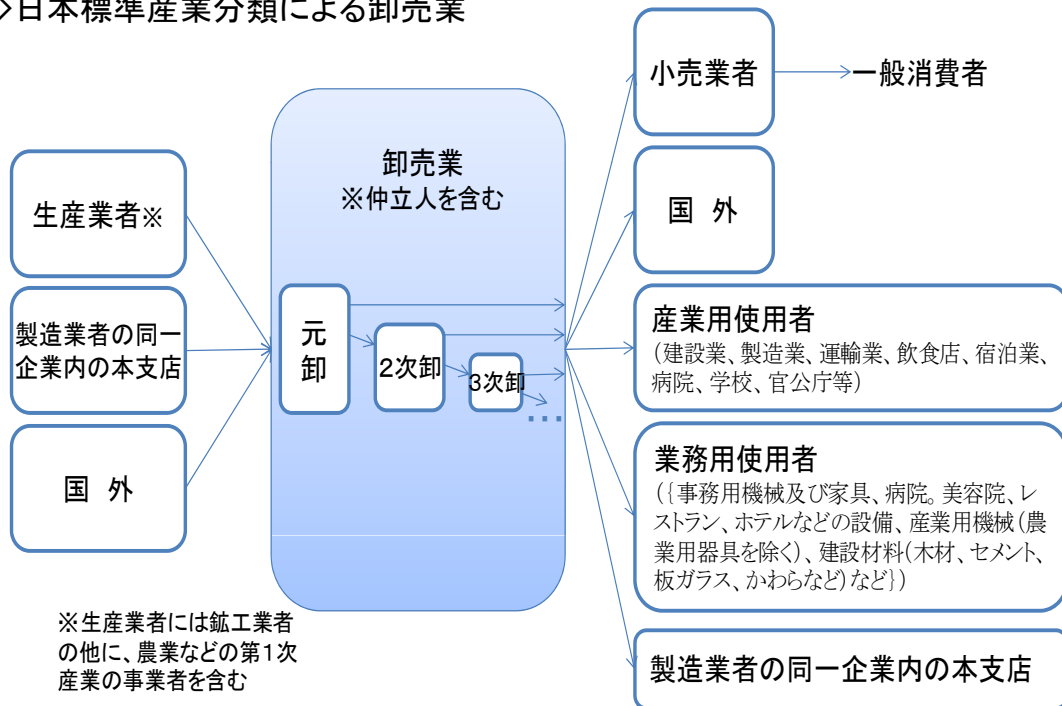 日本標準産業分類による卸売業
生産業者※
製造業者の同一
企業内の本支店
国 外
※生産業者には鉱工業者
の他に、農業などの第1次
産業の事業者を含む
卸売業
※仲立人を含む
元
卸
2次卸
3次卸
…
小売業者
一般消費者
国 外
産業用使用者
(建設業、製造業、運輸業、飲食店、宿泊業、
病院、学校、官公庁等)
業務用使用者
({事務用機械及び家具、病院。美容院、レ
ストラン、ホテルなどの設備、産業用機械(農
業用器具を除く)、建設材料(木材、セメント、
板ガラス、かわらなど)など})
製造業者の同一企業内の本支店